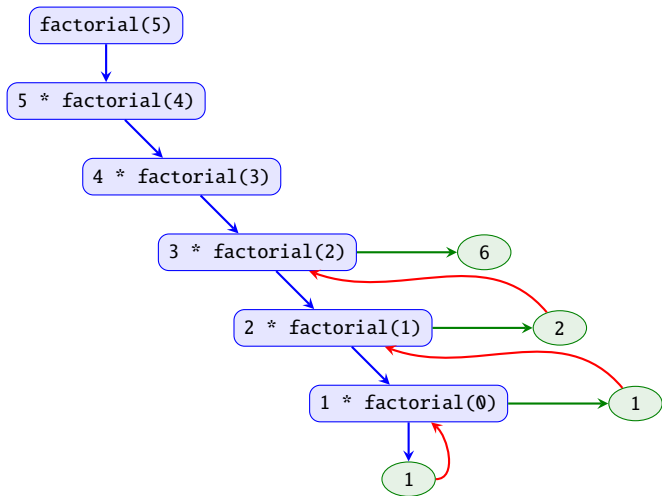 factorial(5)
5 * factorial(4)
4 * factorial(3)
3 * factorial(2)
6
2 * factorial(1)
2
1 * factorial(0)
1
1